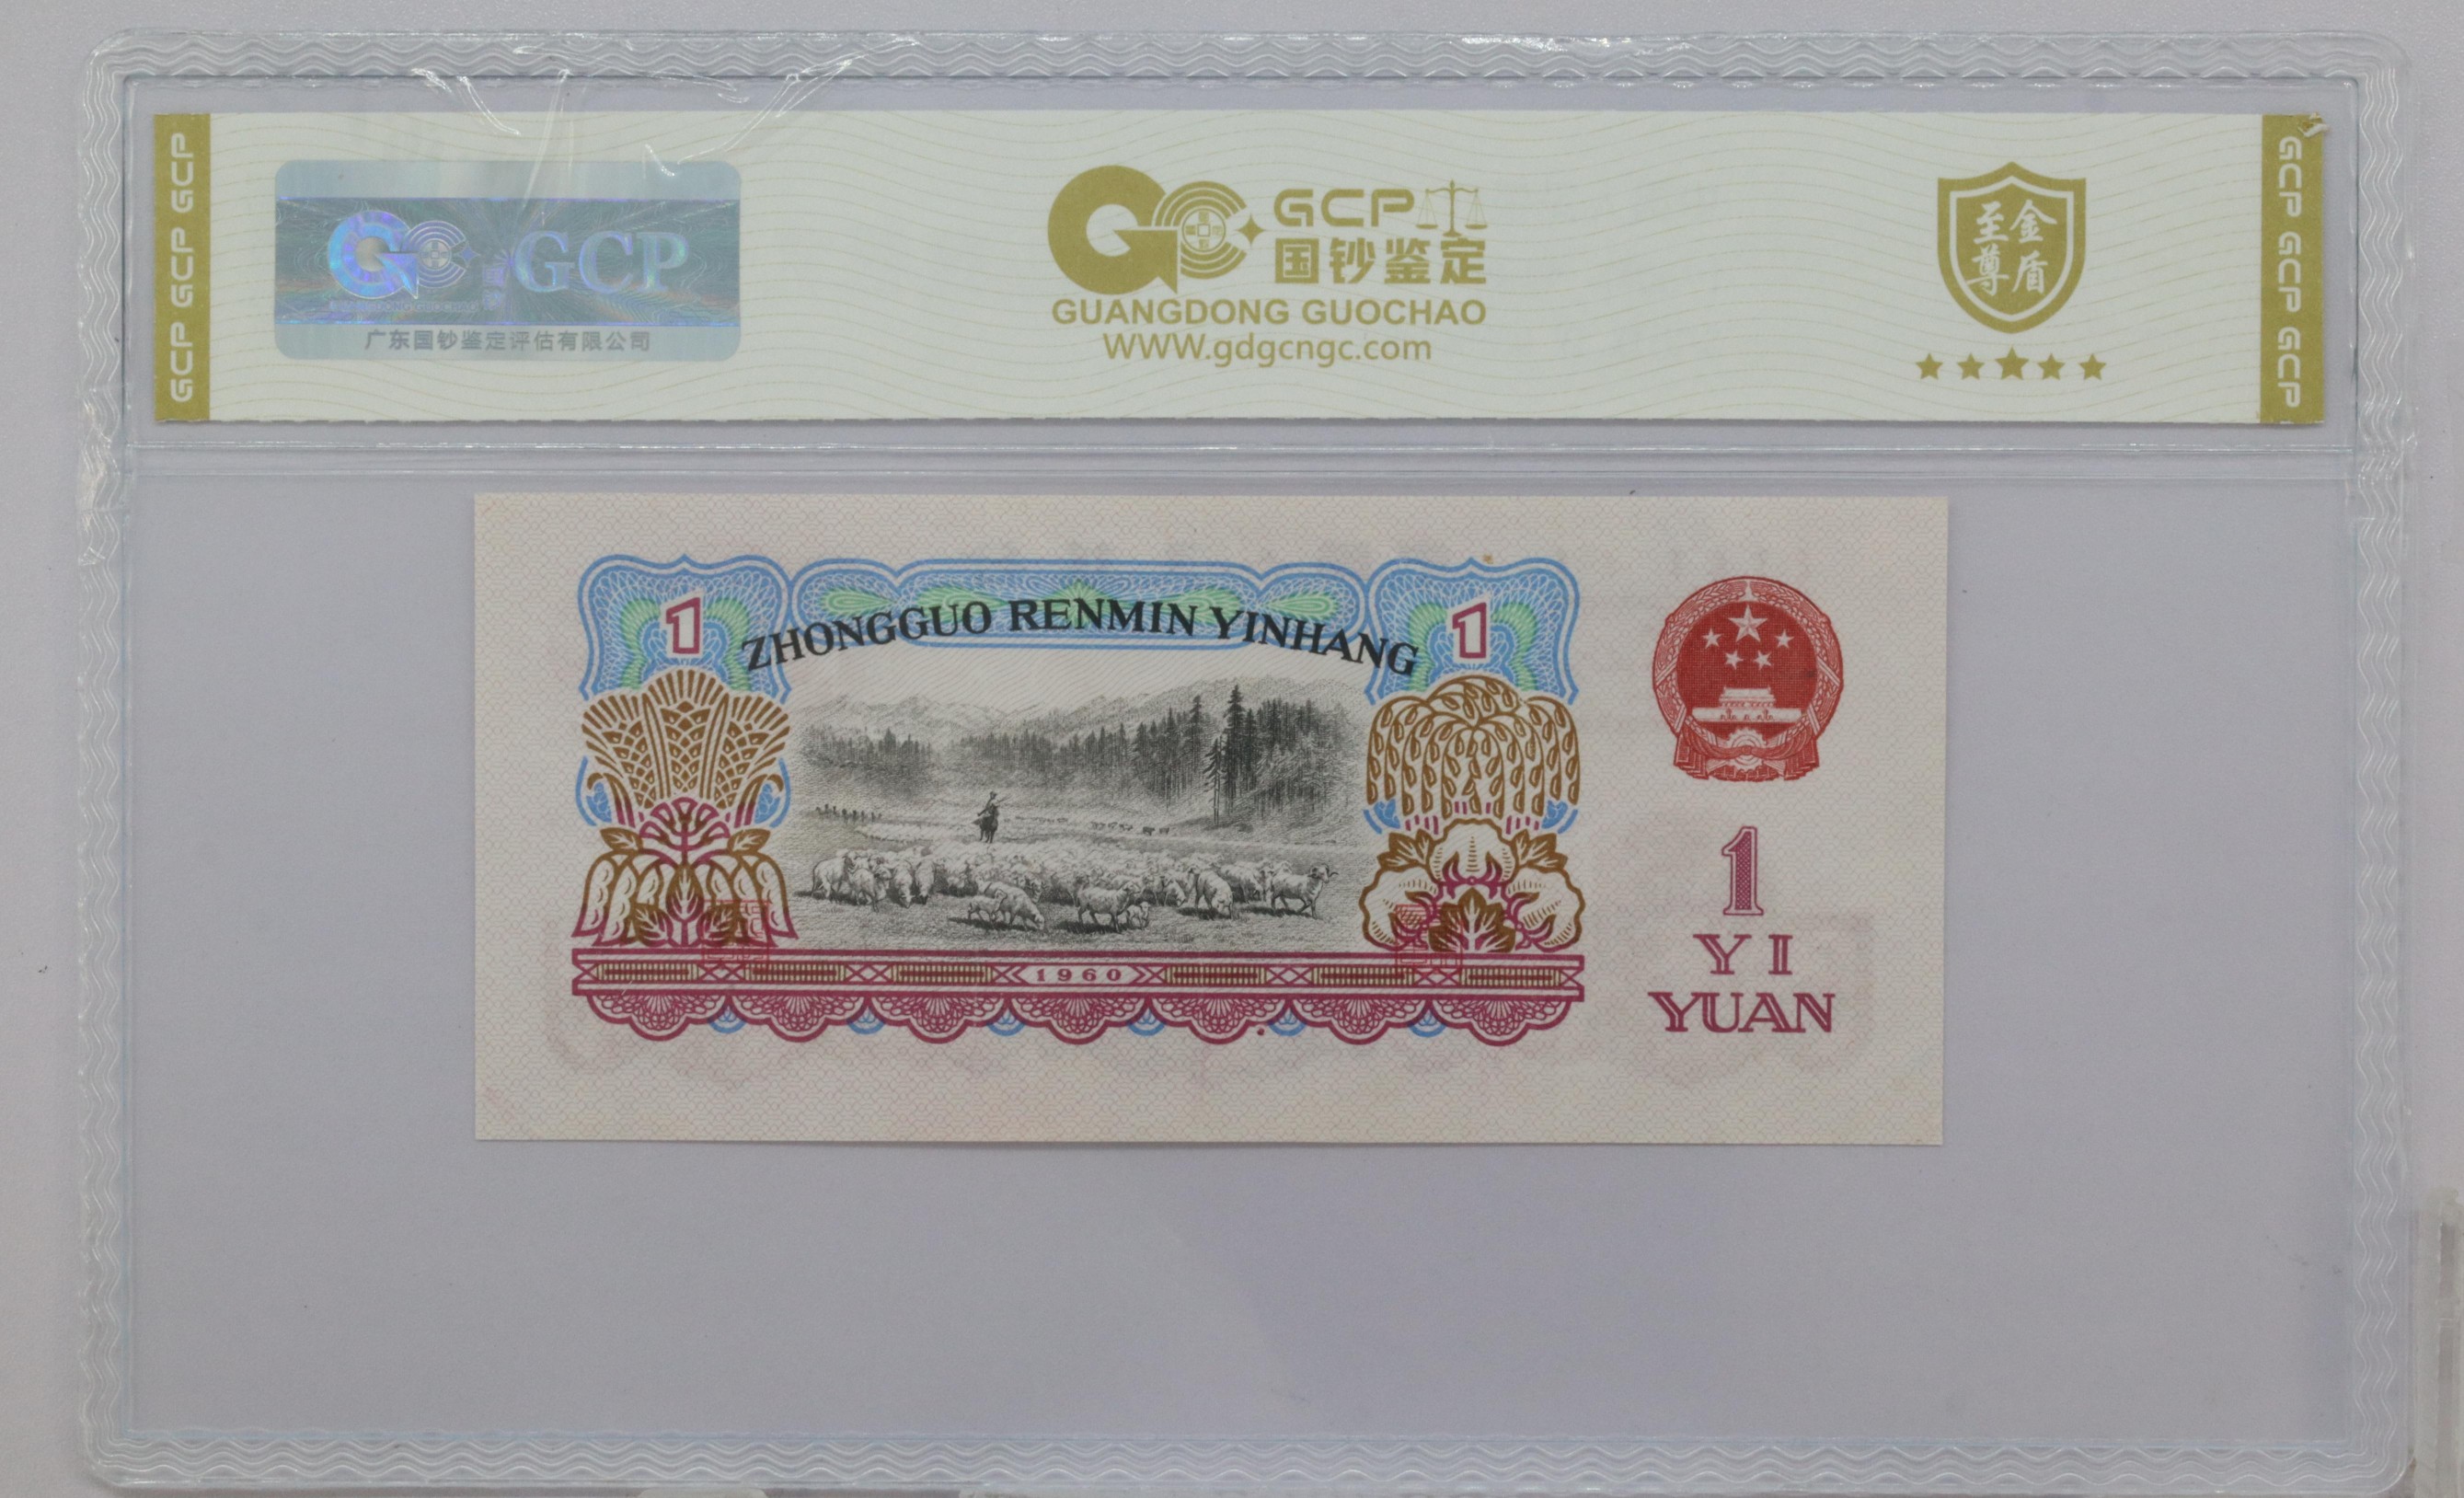 GCP GCP GCP
GCP
GUANGDONG GUOCHAO
广东国钞鉴定评估有限公司
GCP
国钞鉴定
GUANGDONG GUOCHAO
WWW.gdgcngc.com
至尊
金盾
GCP GCP GCP
ZHONGGUO RENMIN YINHANG
1
1
1960
1
YI
YUAN